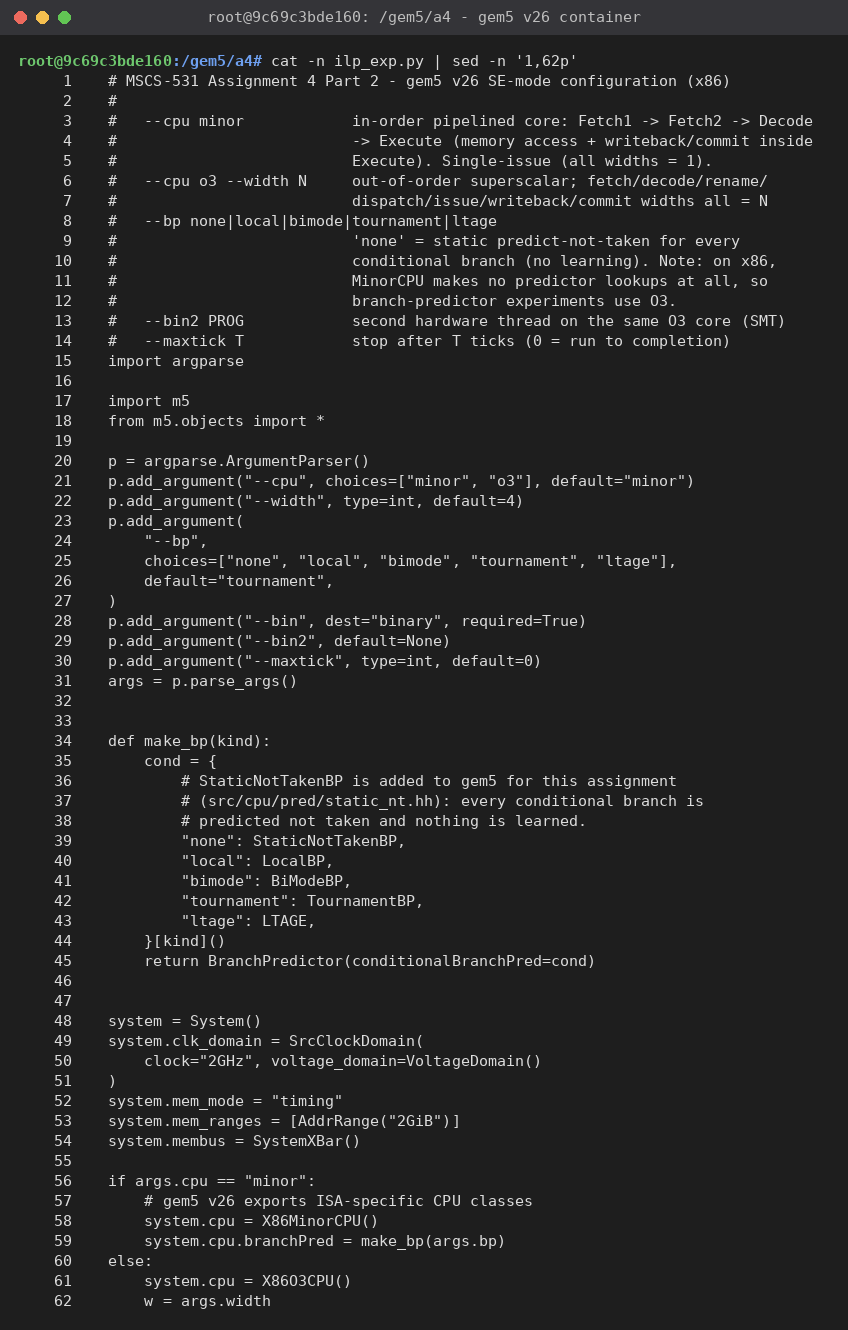 root@9c69c3bde160: /gem5/a4 - gem5 v26 container
root@9c69c3bde160:/gem5/a4# cat -n ilp_exp.py | sed -n '1,62p'
     1    # MSCS-531 Assignment 4 Part 2 - gem5 v26 SE-mode configuration (x86)
     2    #
     3    #   --cpu minor            in-order pipelined core: Fetch1 -> Fetch2 -> Decode
     4    #                          -> Execute (memory access + writeback/commit inside
     5    #                          Execute). Single-issue (all widths = 1).
     6    #   --cpu o3 --width N     out-of-order superscalar; fetch/decode/rename/
     7    #                          dispatch/issue/writeback/commit widths all = N
     8    #   --bp none|local|bimode|tournament|ltage
     9    #                          'none' = static predict-not-taken for every
    10    #                          conditional branch (no learning). Note: on x86,
    11    #                          MinorCPU makes no predictor lookups at all, so
    12    #                          branch-predictor experiments use O3.
    13    #   --bin2 PROG            second hardware thread on the same O3 core (SMT)
    14    #   --maxtick T            stop after T ticks (0 = run to completion)
    15    import argparse
    16
    17    import m5
    18    from m5.objects import *
    19
    20    p = argparse.ArgumentParser()
    21    p.add_argument("--cpu", choices=["minor", "o3"], default="minor")
    22    p.add_argument("--width", type=int, default=4)
    23    p.add_argument(
    24        "--bp",
    25        choices=["none", "local", "bimode", "tournament", "ltage"],
    26        default="tournament",
    27    )
    28    p.add_argument("--bin", dest="binary", required=True)
    29    p.add_argument("--bin2", default=None)
    30    p.add_argument("--maxtick", type=int, default=0)
    31    args = p.parse_args()
    32
    33
    34    def make_bp(kind):
    35        cond = {
    36            # StaticNotTakenBP is added to gem5 for this assignment
    37            # (src/cpu/pred/static_nt.hh): every conditional branch is
    38            # predicted not taken and nothing is learned.
    39            "none": StaticNotTakenBP,
    40            "local": LocalBP,
    41            "bimode": BiModeBP,
    42            "tournament": TournamentBP,
    43            "ltage": LTAGE,
    44        }[kind]()
    45        return BranchPredictor(conditionalBranchPred=cond)
    46
    47
    48    system = System()
    49    system.clk_domain = SrcClockDomain(
    50        clock="2GHz", voltage_domain=VoltageDomain()
    51    )
    52    system.mem_mode = "timing"
    53    system.mem_ranges = [AddrRange("2GiB")]
    54    system.membus = SystemXBar()
    55
    56    if args.cpu == "minor":
    57        # gem5 v26 exports ISA-specific CPU classes
    58        system.cpu = X86MinorCPU()
    59        system.cpu.branchPred = make_bp(args.bp)
    60    else:
    61        system.cpu = X86O3CPU()
    62        w = args.width